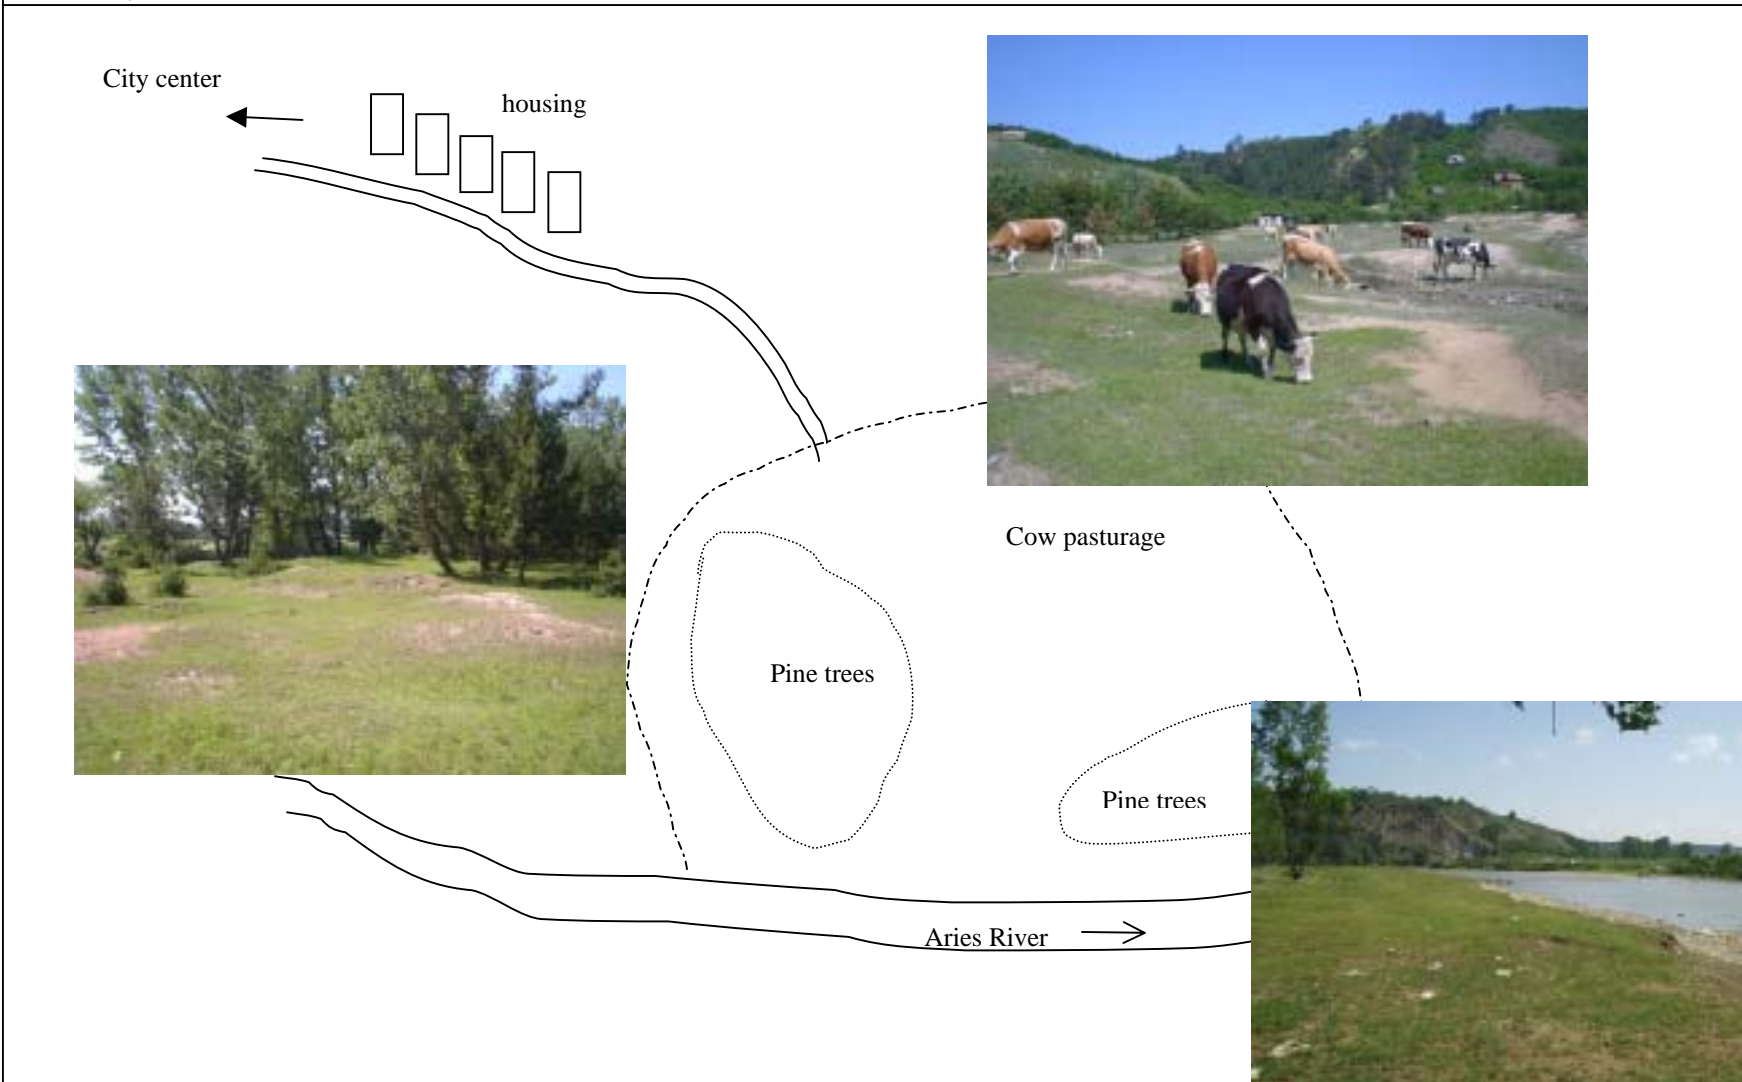 City center
housing
Cow pasturage
Pine trees
Pine trees
Aries River